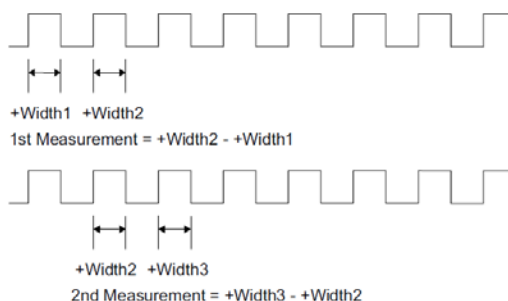 +Width1 +Width2
1st Measurement = +Width2 - +Width1
+Width2 +Width3
2nd Measurement = +Width3 - +Width2